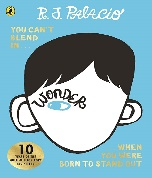 R. J. PALACIO
YOU CAN'T
BLEND
IN...
WONDER
10
WHEN
YOU WERE
BORN TO STAND OUT